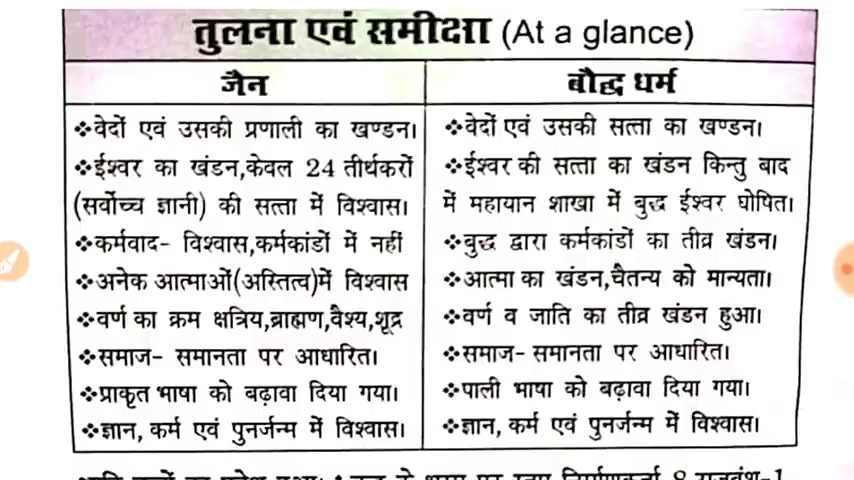 तुलना एवं समीक्षा (At a glance)
जैन
❖वेदों एवं उसकी प्रणाली का खण्डन।
❖ईश्वर का खंडन,केवल 24 तीर्थकरों
(सर्वोच्च ज्ञानी) की सत्ता में विश्वास।
❖कर्मवाद- विश्वास,कर्मकांडों में नहीं
❖अनेक आत्माओं(अस्तित्व)में विश्वास
❖वर्ण का क्रम क्षत्रिय,ब्राह्मण,वैश्य,शूद्र
❖समाज- समानता पर आधारित।
❖प्राकृत भाषा को बढ़ावा दिया गया।
❖ज्ञान, कर्म एवं पुनर्जन्म में विश्वास।
बौद्ध धर्म
❖वेदों एवं उसकी सत्ता का खण्डन।
❖ईश्वर की सत्ता का खंडन किन्तु बाद
में महायान शाखा में बुद्ध ईश्वर घोषित।
❖बुद्ध द्वारा कर्मकांडों का तीव्र खंडन।
❖आत्मा का खंडन,चैतन्य को मान्यता।
❖वर्ण व जाति का तीव्र खंडन हुआ।
❖समाज- समानता पर आधारित।
❖पाली भाषा को बढ़ावा दिया गया।
❖ज्ञान, कर्म एवं पुनर्जन्म में विश्वास।